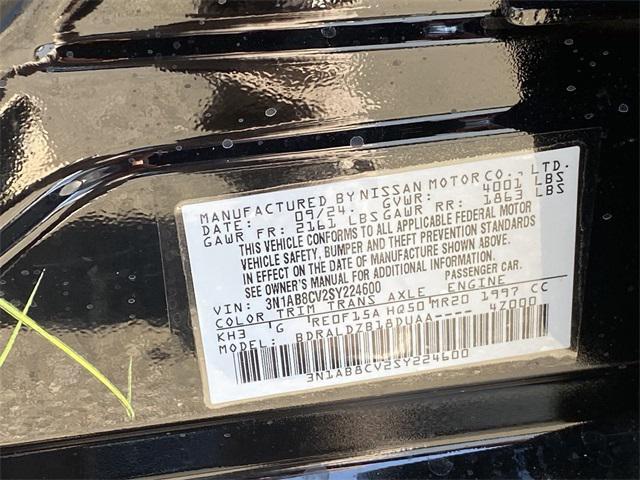 MANUFACTURED BY NISSAN MOTOR CO., LTD.
DATE: 09/24 GVWR: 4001 LBS
GAWR FR: 2161 LBS GAWR RR: 1863 LBS
THIS VEHICLE CONFORMS TO ALL APPLICABLE FEDERAL MOTOR
VEHICLE SAFETY, BUMPER AND THEFT PREVENTION STANDARDS
IN EFFECT ON THE DATE OF MANUFACTURE SHOWN ABOVE.
SEE OWNER'S MANUAL FOR ADDITIONAL INFORMATION.
VIN: 3N1AB8CV2SY224600 PASSENGER CAR.
COLOR TRIM TRANS AXLE ENGINE
KH3 G RE0F15A HQ50 MR20 1997 CC
MODEL: BDRALDZB18DUAA---- 4Z000
3N1AB8CV2SY224600